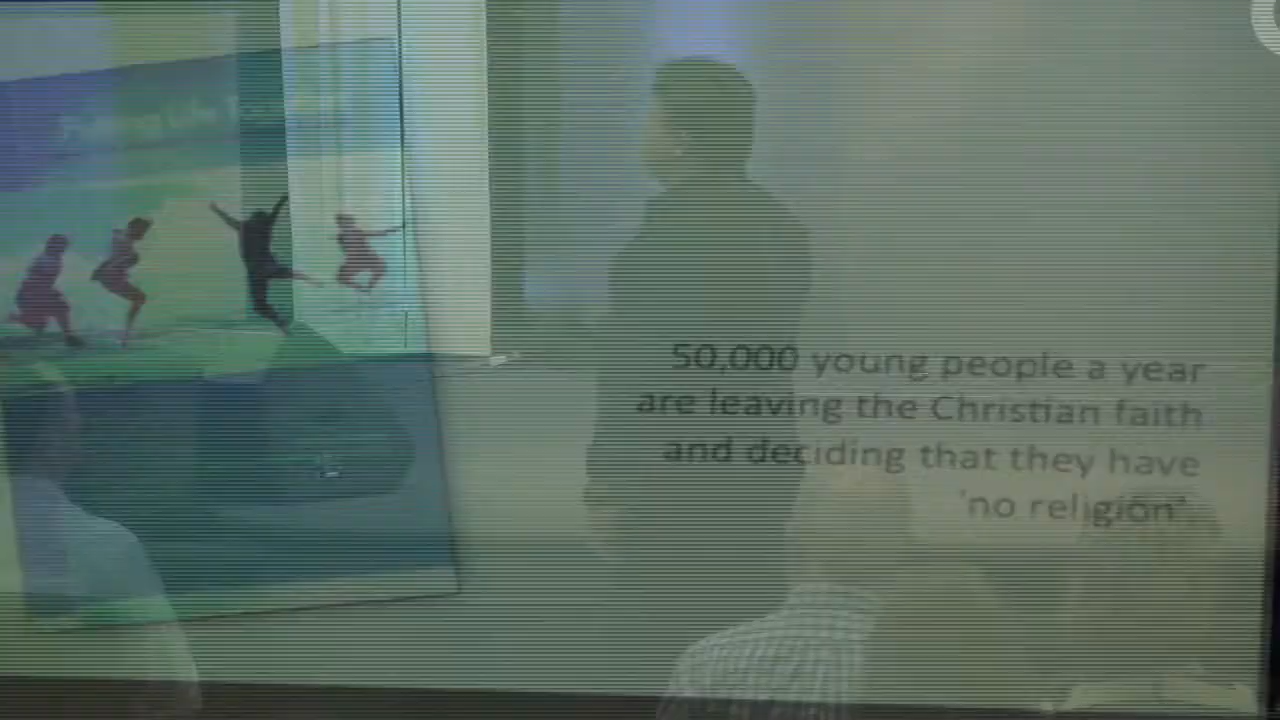 50,000 young people a year
are leaving the Christian faith
and deciding that they have
'no religion'.